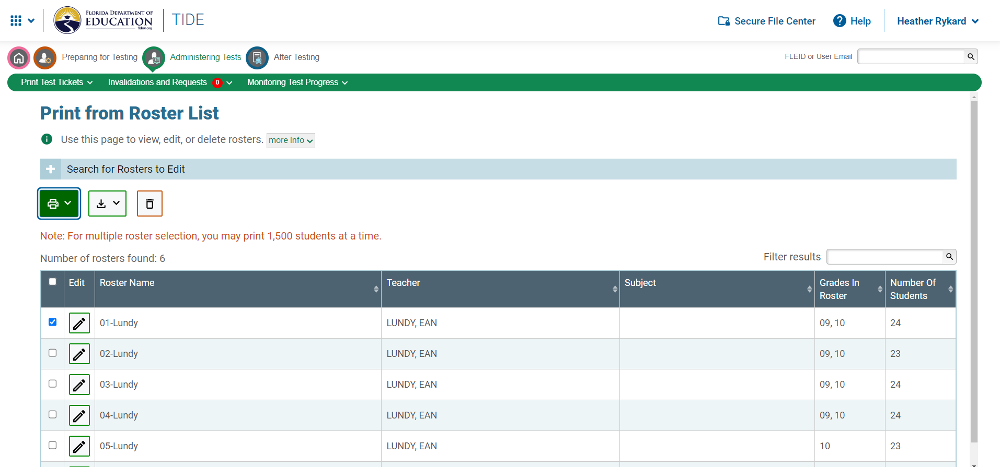 FLORIDA DEPARTMENT OF
EDUCATION
fldoe.org
TIDE
Secure File Center
Help
Heather Rykard
Preparing for Testing
Administering Tests
After Testing
FLEID or User Email
Print Test Tickets
Invalidations and Requests 0
Monitoring Test Progress
Print from Roster List
Use this page to view, edit, or delete rosters. more info
Search for Rosters to Edit
Note: For multiple roster selection, you may print 1,500 students at a time.
Number of rosters found: 6
Filter results
Edit Roster Name Teacher Subject Grades In Roster Number Of Students
01-Lundy LUNDY, EAN 09, 10 24
02-Lundy LUNDY, EAN 09, 10 23
03-Lundy LUNDY, EAN 09, 10 24
04-Lundy LUNDY, EAN 09, 10 24
05-Lundy LUNDY, EAN 10 23